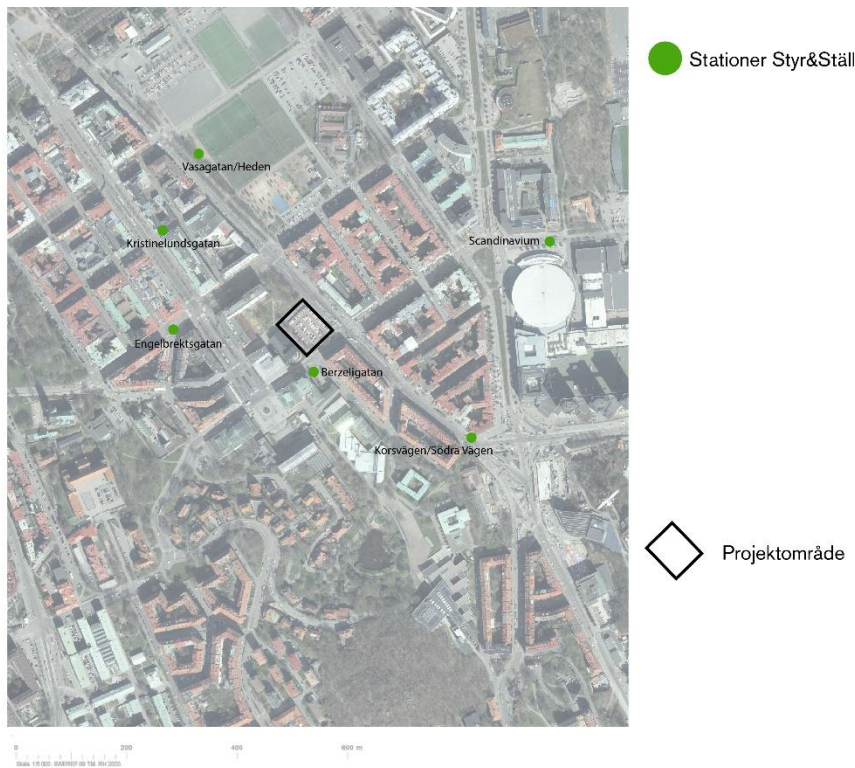 Stationer Styr&Ställ
Vasagatan/Heden
Kristinelundsgatan
Scandinavium
Engelbrektsgatan
Berzeligatan
Korsvägen/Södra Vägen
Projektområde
0 200 400 600 m